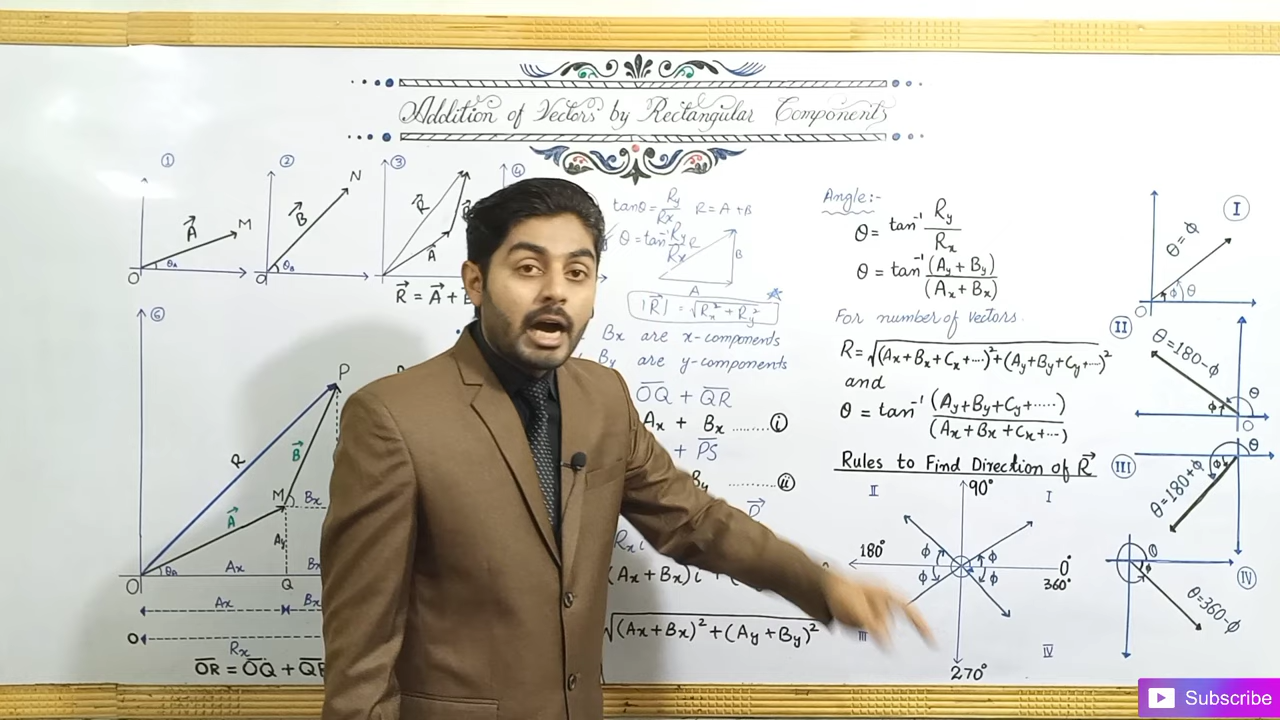 Addition of Vectors by Rectangular Components
①
A⃗
M
O
θA
②
N
B⃗
O
θB
③
R⃗
A⃗
R⃗ = A⃗ +
④
tanθ = Ry/Rx R = A + B
θ = tan⁻¹ Ry/Rx
R
B
A
|R⃗| = √Rx² + Ry²
Bx are x-components
By are y-components
OQ + QR
Ax + Bx .........ⓘ
+ PS
By .........ⓘⓘ
(Ax + Bx)i +
√(Ax + Bx)² + (Ay + By)²
⑥
P
R
B⃗
M
Bx
A⃗
Ay
O
θA
Ax
Q
Bx
Ax
Bx
O
Rx
OR = OQ + QR
Angle:-
θ = tan⁻¹ Ry/Rx
θ = tan⁻¹ (Ay + By)/(Ax + Bx)
For number of vectors.
R = √(Ax + Bx + Cx + ....)² + (Ay + By + Cy + ....)²
and
θ = tan⁻¹ (Ay + By + Cy + .....)/(Ax + Bx + Cx + ....)
Rules to Find Direction of R⃗
II
90°
I
180°
ϕ
ϕ
ϕ
ϕ
0°
360°
III
IV
270°
I
θ = ϕ
ϕ
θ
O
II
θ = 180 - ϕ
ϕ
θ
O
III
θ = 180 + ϕ
ϕ
θ
IV
θ
ϕ
θ = 360 - ϕ
Subscribe